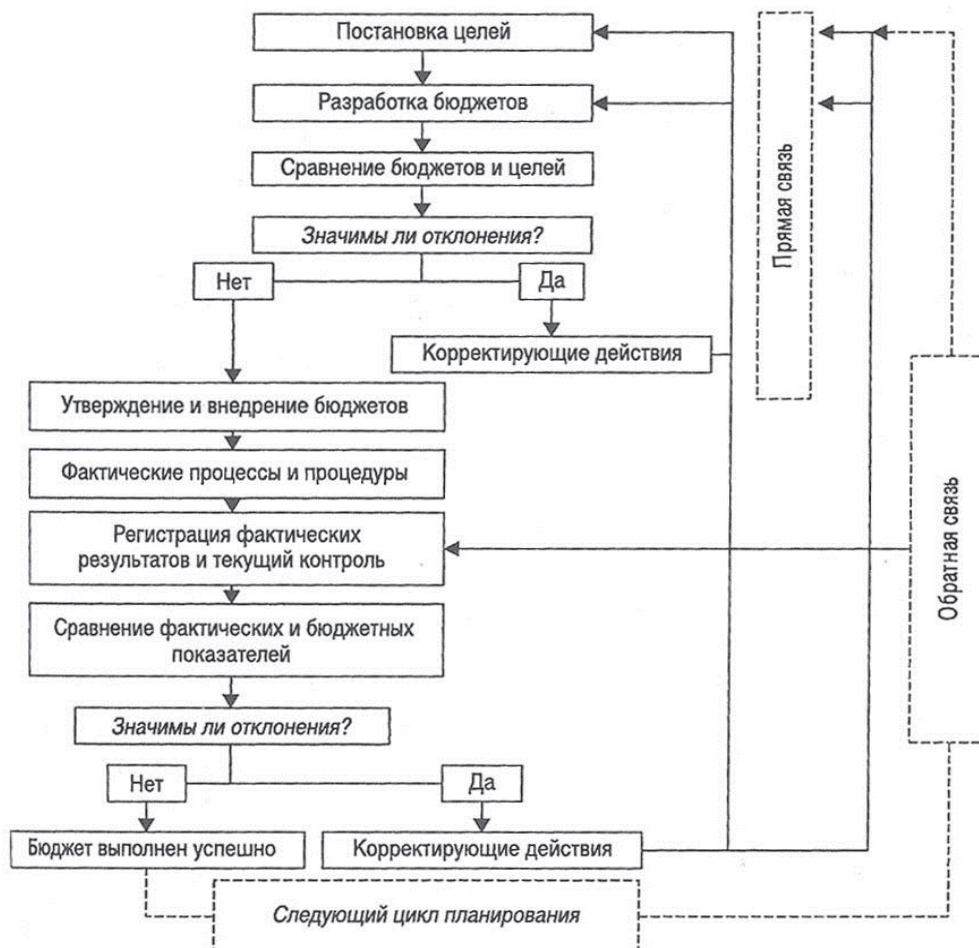 Постановка целей
Разработка бюджетов
Сравнение бюджетов и целей
Значимы ли отклонения?
Нет
Да
Корректирующие действия
Прямая связь
Утверждение и внедрение бюджетов
Фактические процессы и процедуры
Регистрация фактических
результатов и текущий контроль
Сравнение фактических и бюджетных
показателей
Обратная связь
Значимы ли отклонения?
Нет
Да
Бюджет выполнен успешно
Корректирующие действия
Следующий цикл планирования